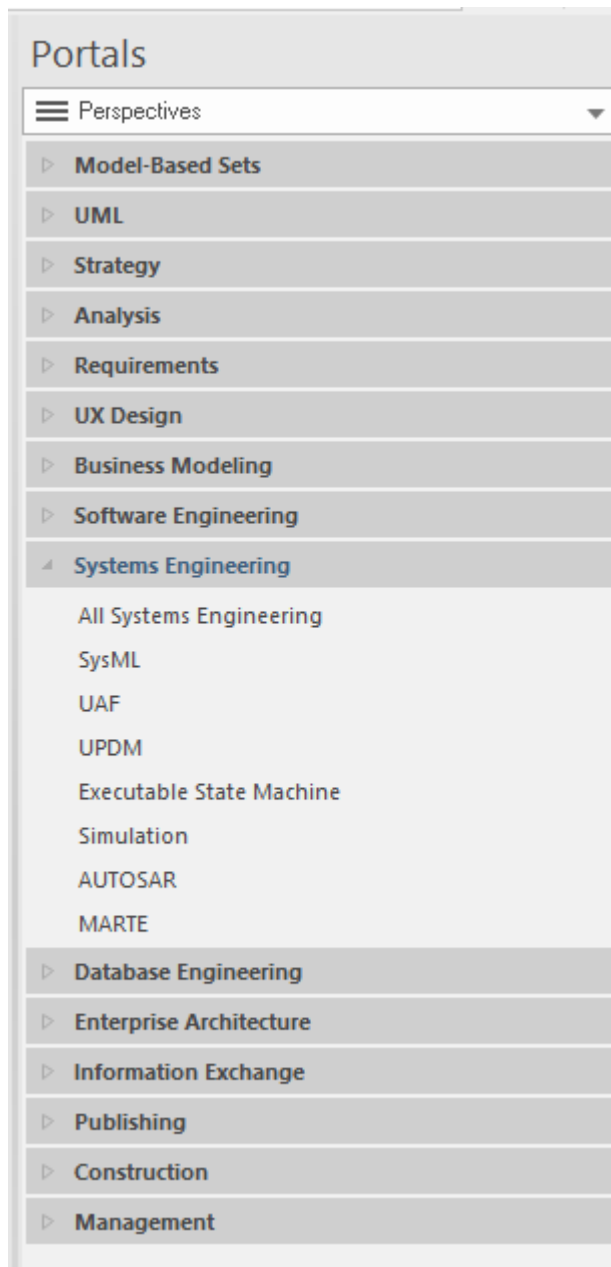 Portals
Perspectives
Model-Based Sets
UML
Strategy
Analysis
Requirements
UX Design
Business Modeling
Software Engineering
Systems Engineering
All Systems Engineering
SysML
UAF
UPDM
Executable State Machine
Simulation
AUTOSAR
MARTE
Database Engineering
Enterprise Architecture
Information Exchange
Publishing
Construction
Management